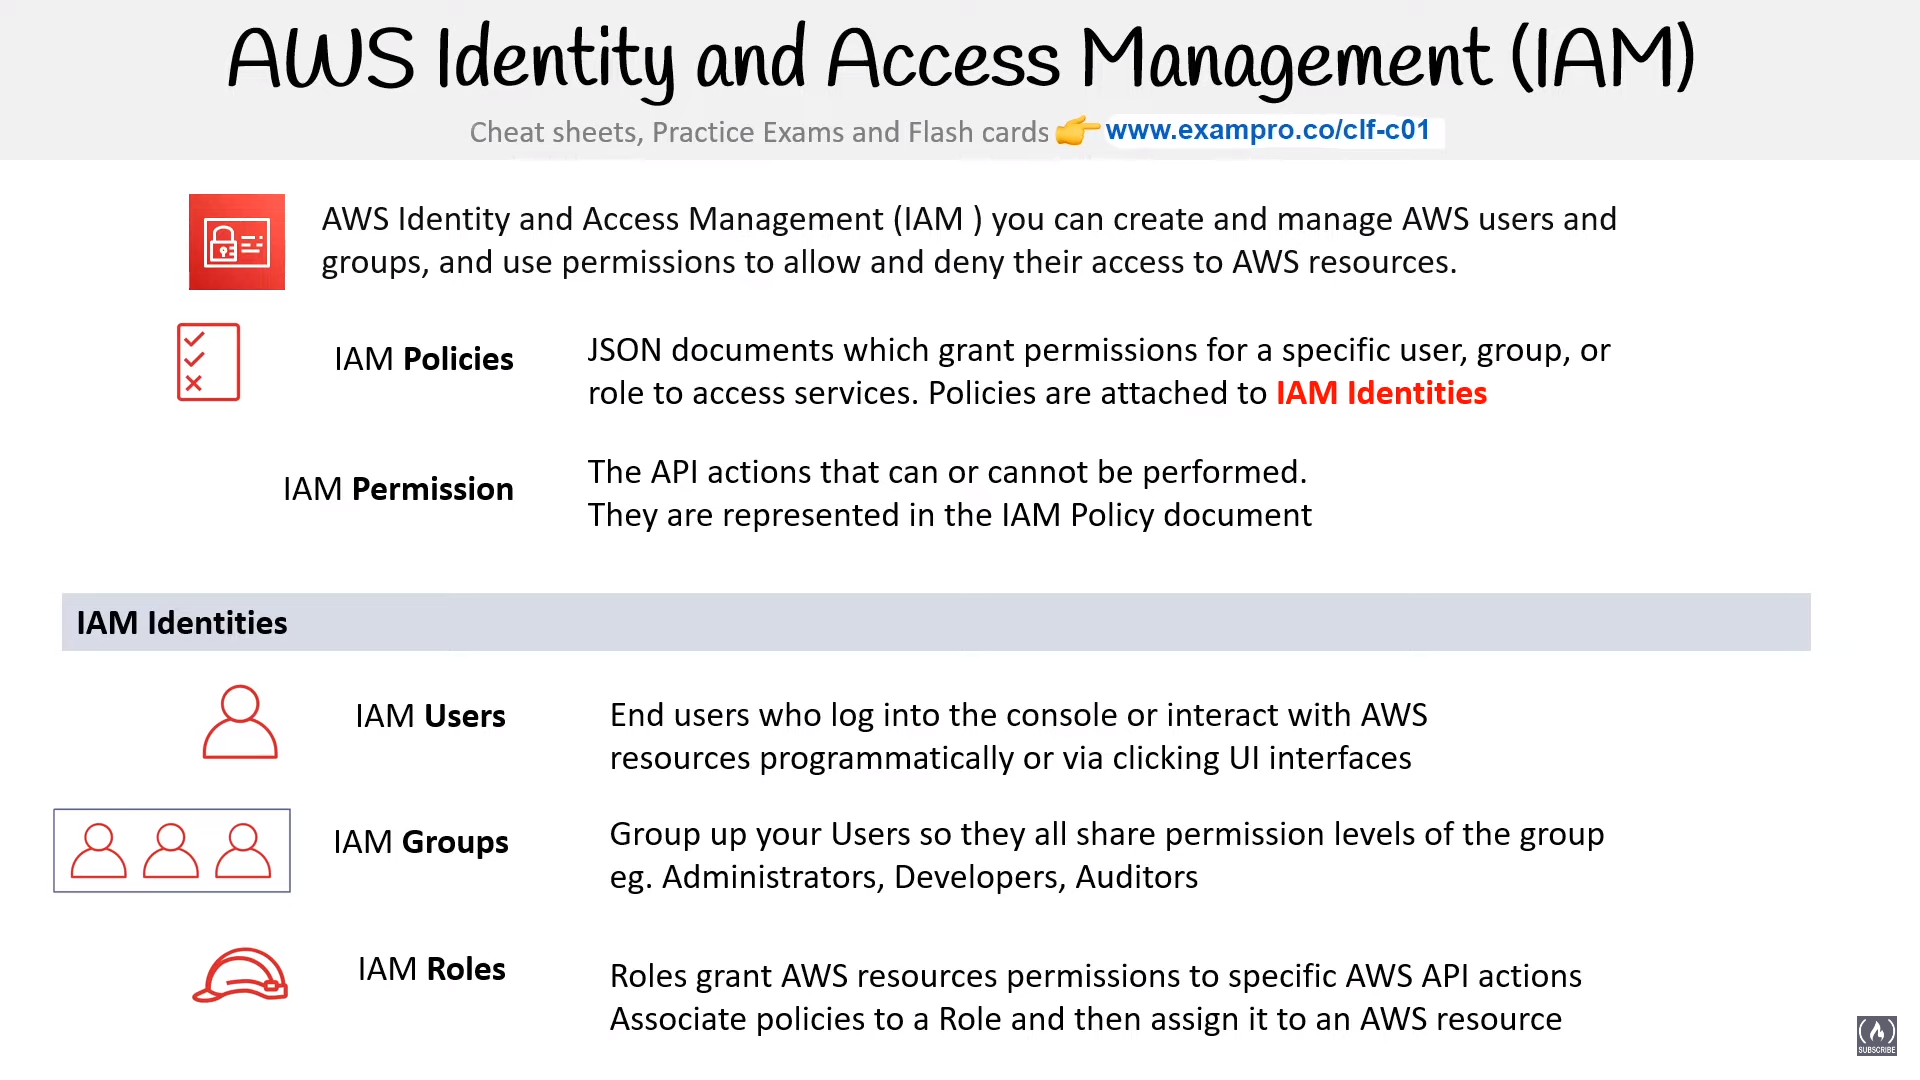 AWS Identity and Access Management (IAM)
Cheat sheets, Practice Exams and Flash cards 👉 www.exampro.co/clf-c01
AWS Identity and Access Management (IAM ) you can create and manage AWS users and
groups, and use permissions to allow and deny their access to AWS resources.
IAM Policies
JSON documents which grant permissions for a specific user, group, or
role to access services. Policies are attached to IAM Identities
IAM Permission
The API actions that can or cannot be performed.
They are represented in the IAM Policy document
IAM Identities
IAM Users
End users who log into the console or interact with AWS
resources programmatically or via clicking UI interfaces
IAM Groups
Group up your Users so they all share permission levels of the group
eg. Administrators, Developers, Auditors
IAM Roles
Roles grant AWS resources permissions to specific AWS API actions
Associate policies to a Role and then assign it to an AWS resource
SUBSCRIBE